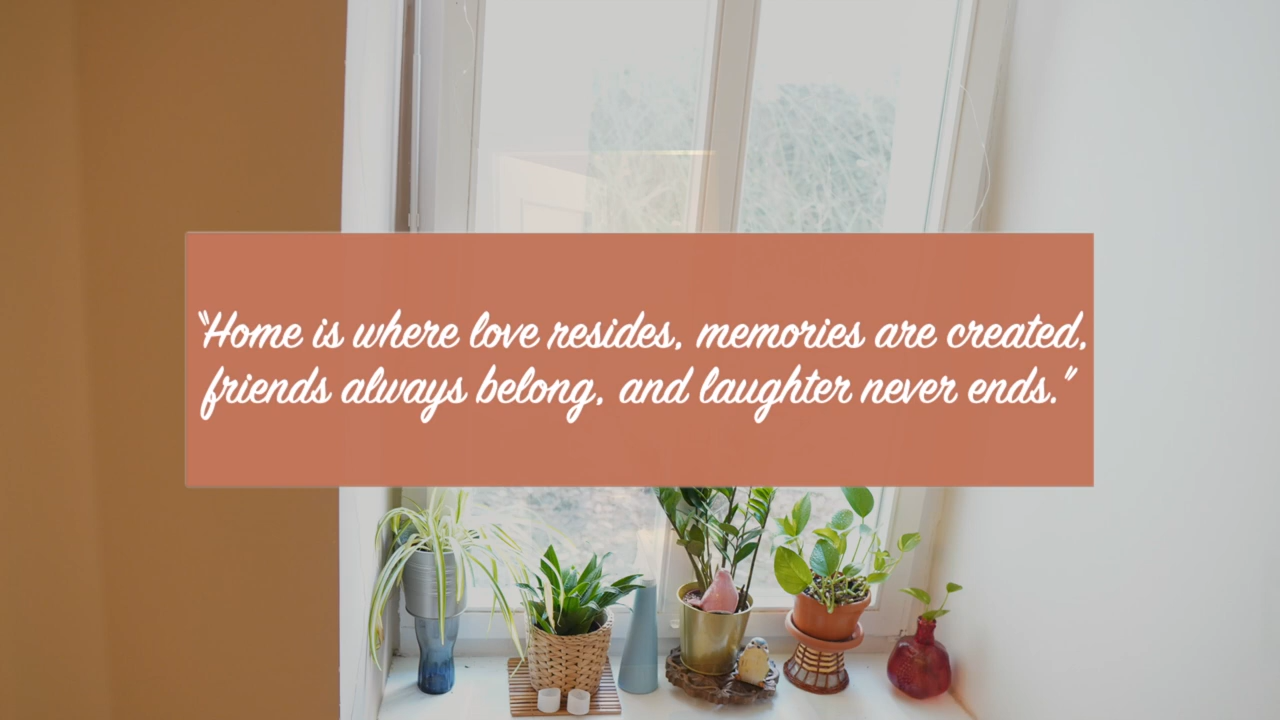 “Home is where love resides, memories are created,
friends always belong, and laughter never ends.”